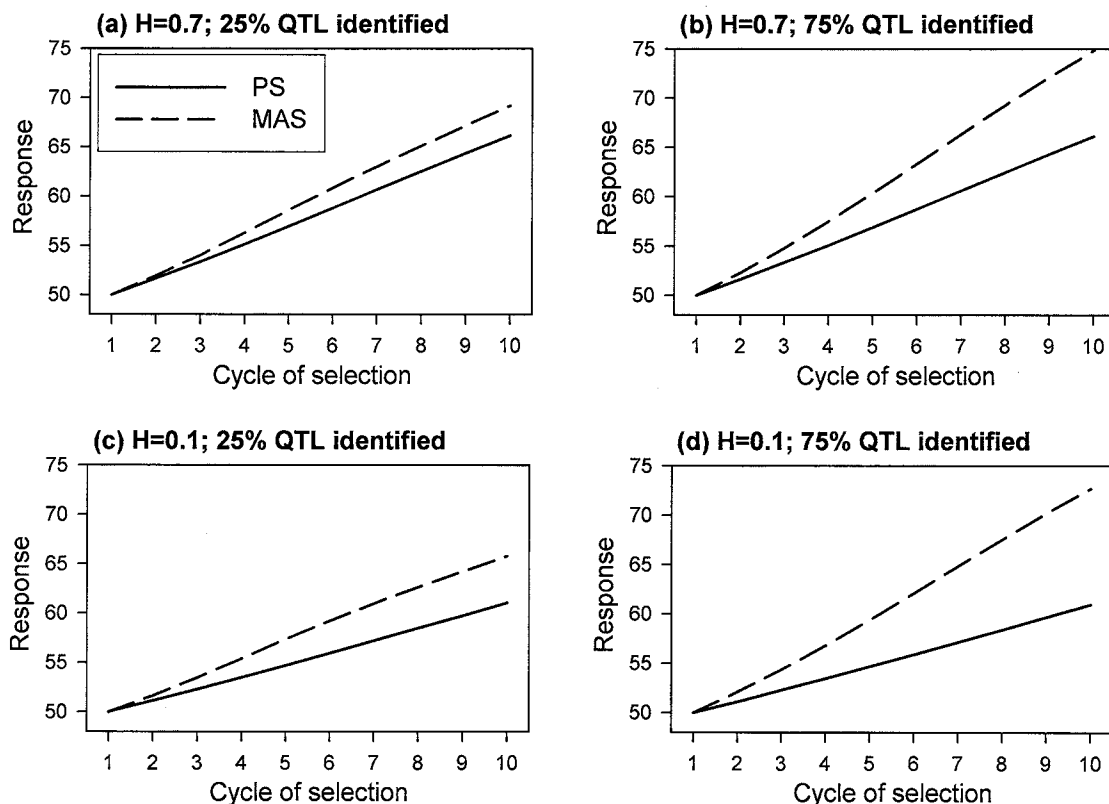 (a) H=0.7; 25% QTL identified
75
70
65
60
55
50
Response
PS
MAS
1 2 3 4 5 6 7 8 9 10
Cycle of selection
(b) H=0.7; 75% QTL identified
75
70
65
60
55
50
Response
1 2 3 4 5 6 7 8 9 10
Cycle of selection
(c) H=0.1; 25% QTL identified
75
70
65
60
55
50
Response
1 2 3 4 5 6 7 8 9 10
Cycle of selection
(d) H=0.1; 75% QTL identified
75
70
65
60
55
50
Response
1 2 3 4 5 6 7 8 9 10
Cycle of selection